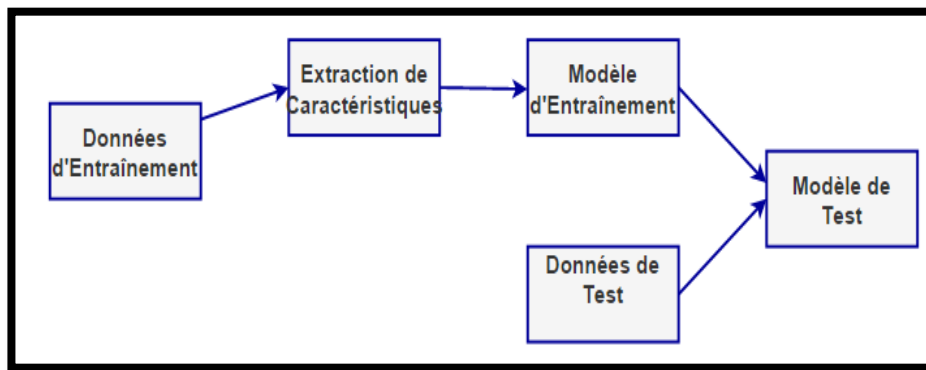 Données
d'Entraînement
Extraction de
Caractéristiques
Modèle
d'Entraînement
Données de
Test
Modèle de
Test